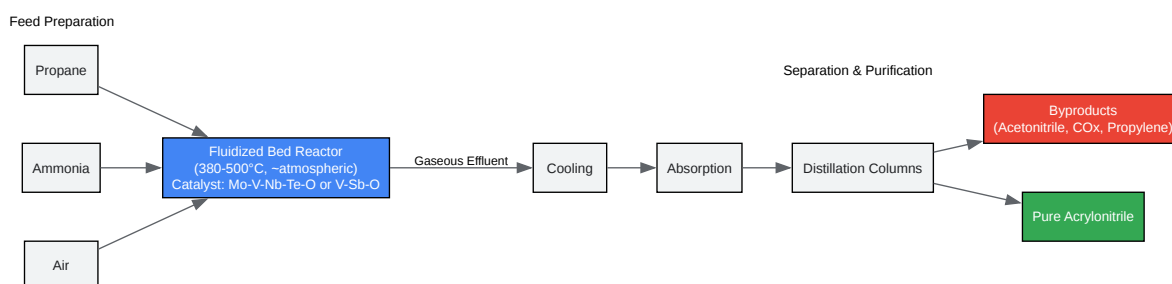 Feed Preparation
Propane
Ammonia
Air
Fluidized Bed Reactor
(380-500°C, ~atmospheric)
Catalyst: Mo-V-Nb-Te-O or V-Sb-O
Gaseous Effluent
Cooling
Absorption
Separation & Purification
Distillation Columns
Byproducts
(Acetonitrile, COx, Propylene)
Pure Acrylonitrile